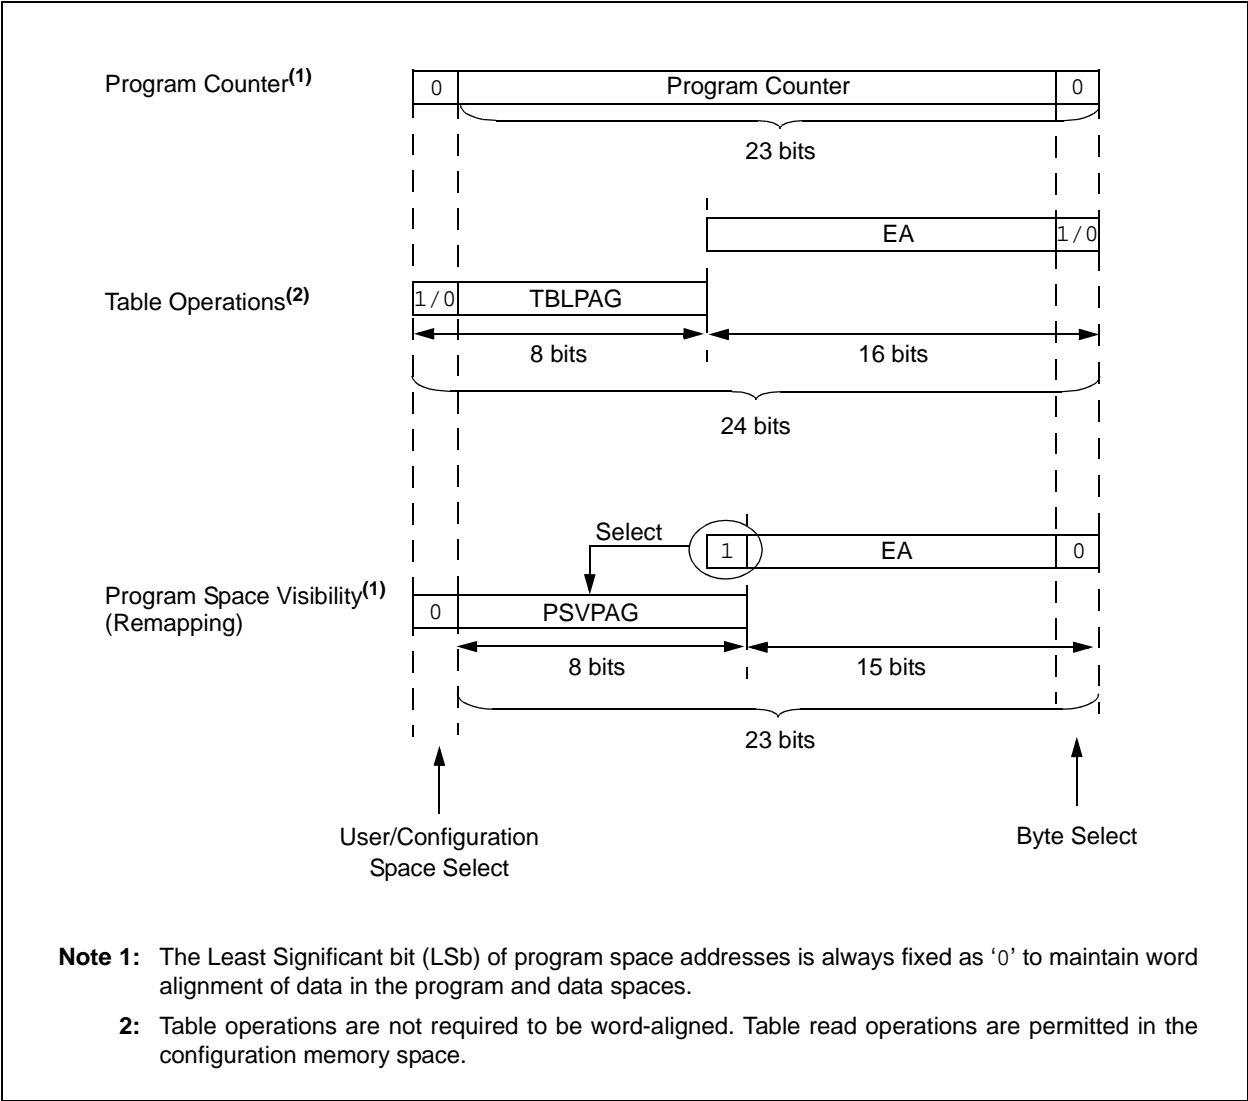 Program Counter(1)
0 Program Counter 0
23 bits
EA 1/0
Table Operations(2)
1/0 TBLPAG
8 bits 16 bits
24 bits
Select
1 EA 0
Program Space Visibility(1)
(Remapping)
0 PSVPAG
8 bits 15 bits
23 bits
User/Configuration
Space Select
Byte Select
Note 1: The Least Significant bit (LSb) of program space addresses is always fixed as ‘0’ to maintain word
alignment of data in the program and data spaces.
2: Table operations are not required to be word-aligned. Table read operations are permitted in the
configuration memory space.